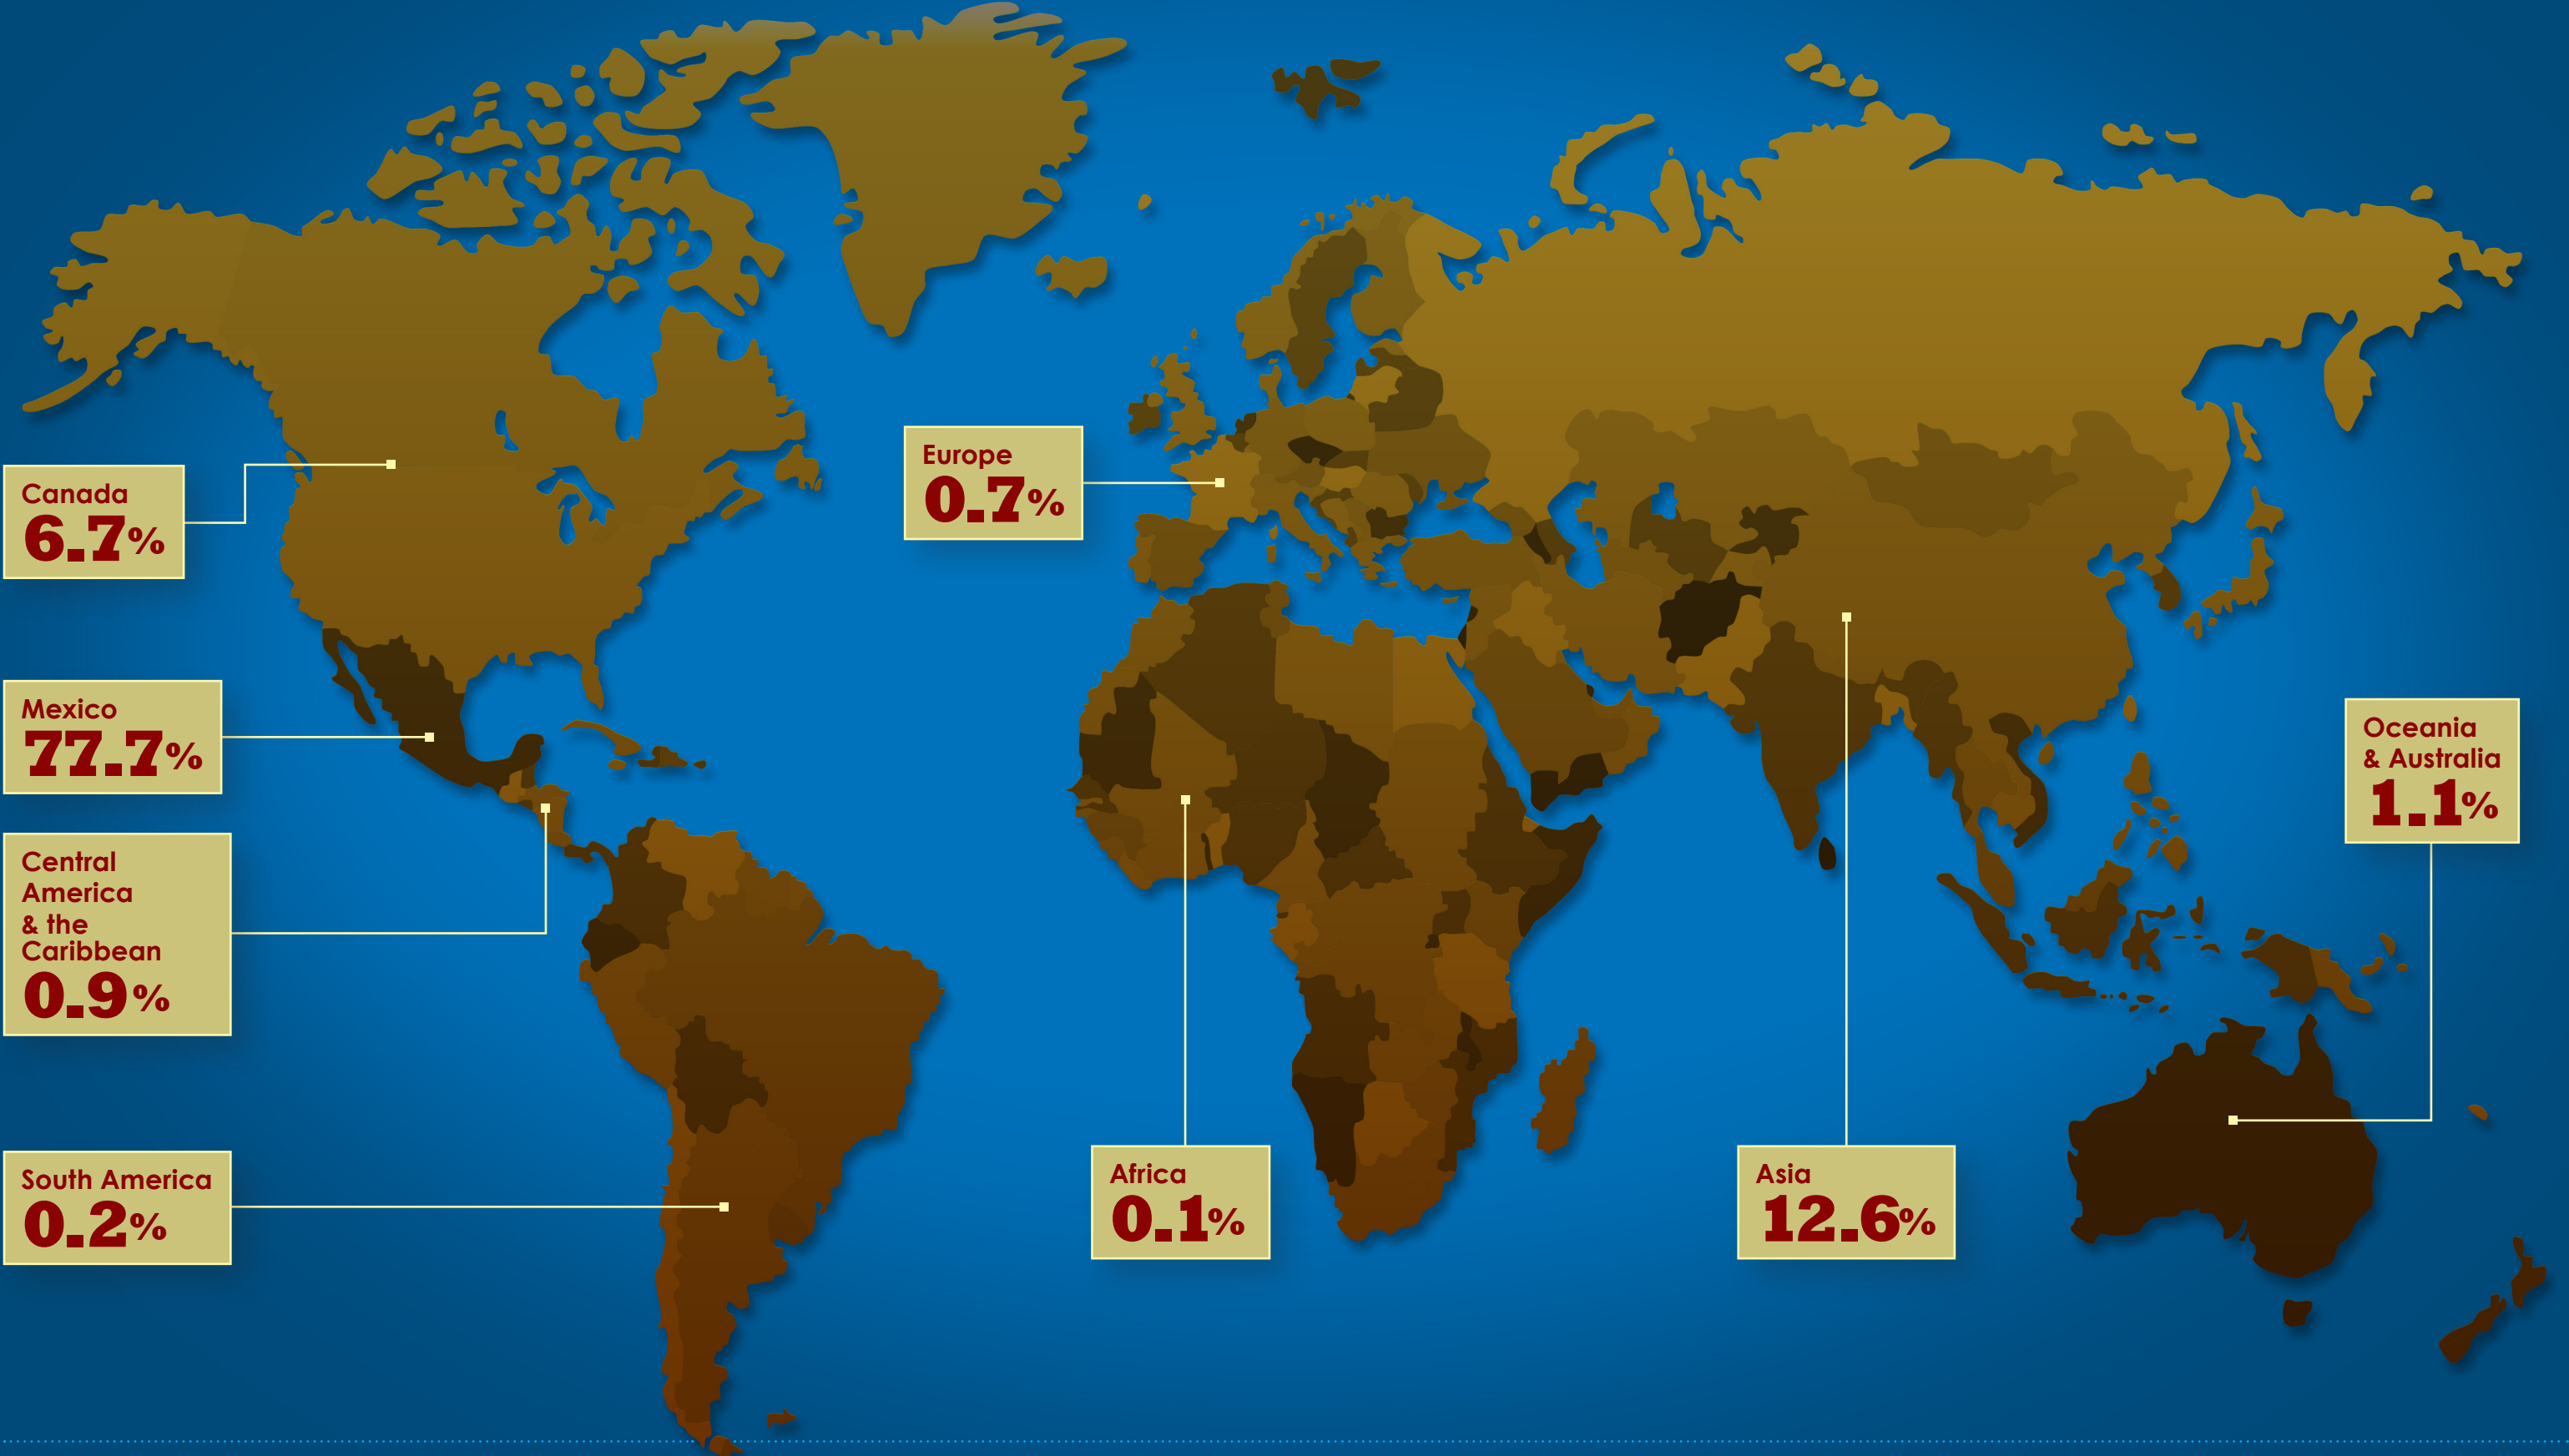 Canada
6.7%
Mexico
77.7%
Central
America
& the
Caribbean
0.9%
South America
0.2%
Europe
0.7%
Africa
0.1%
Asia
12.6%
Oceania
& Australia
1.1%